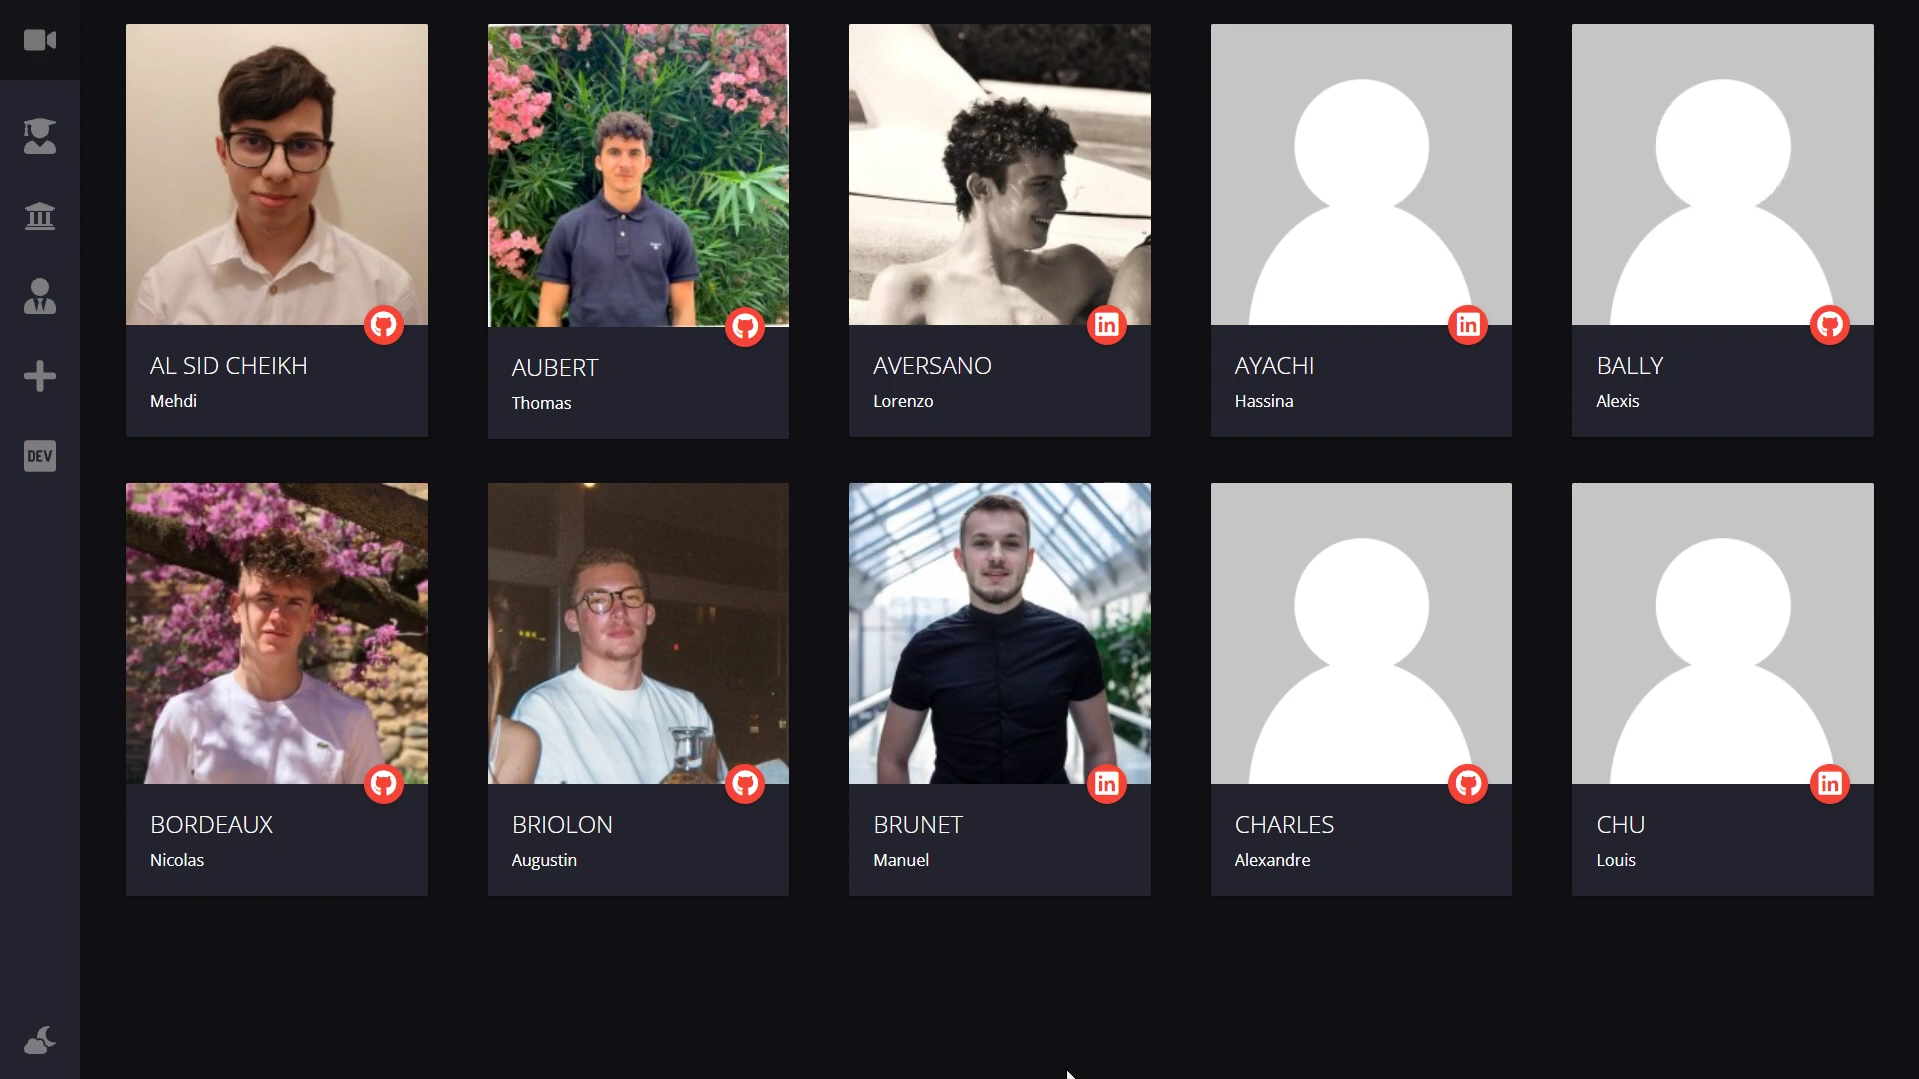 AL SID CHEIKH
Mehdi
AUBERT
Thomas
AVERSANO
Lorenzo
AYACHI
Hassina
BALLY
Alexis
DEV
BORDEAUX
Nicolas
BRIOLON
Augustin
BRUNET
Manuel
CHARLES
Alexandre
CHU
Louis